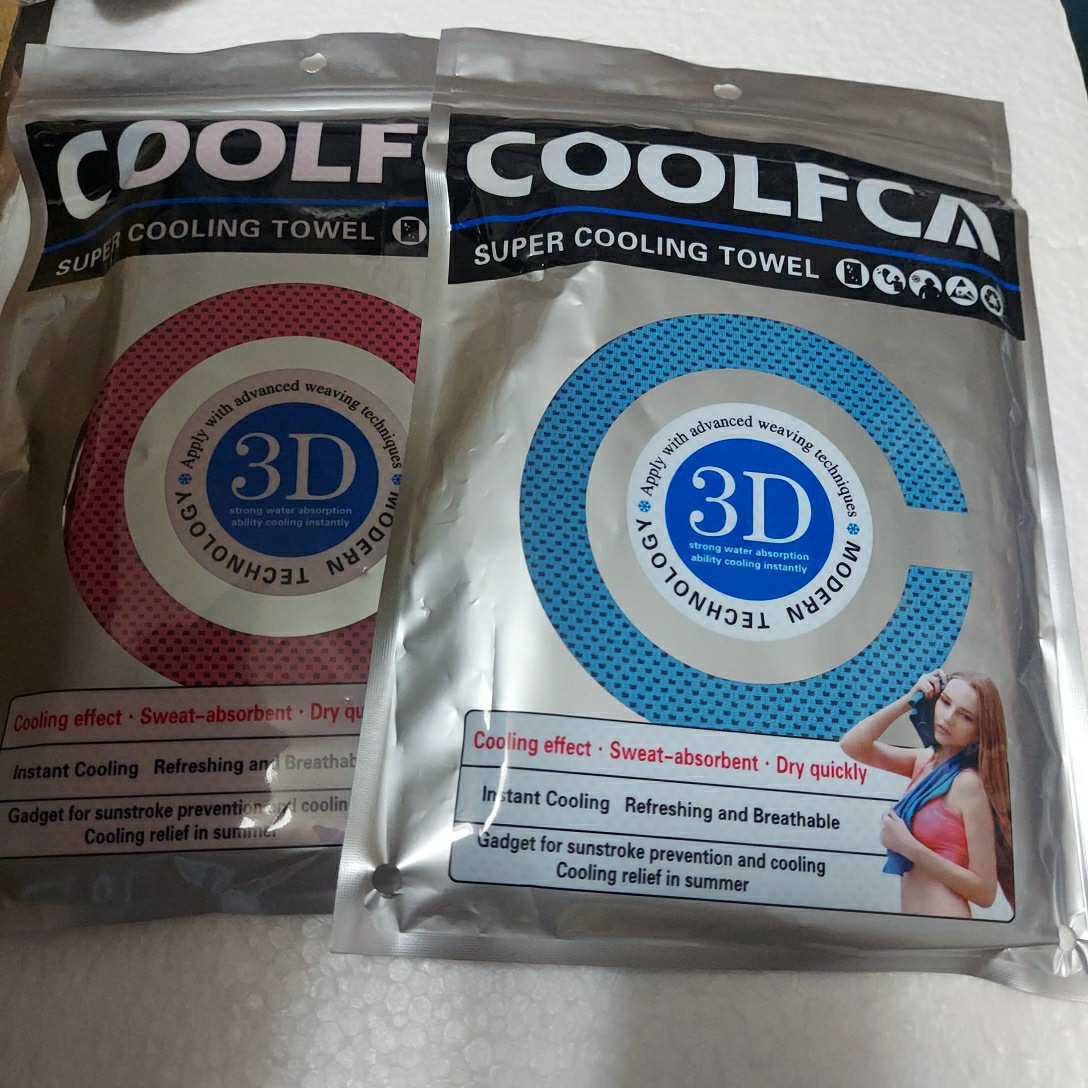 COOLF
SUPER COOLING TOWEL
Apply with advanced weaving techniques
3D
strong water absorption
ability cooling instantly
MODERN TECHNOLOGY
Cooling effect · Sweat-absorbent · Dry qu
Instant Cooling Refreshing and Breathab
Gadget for sunstroke prevention and coolin
Cooling relief in summer
COOLFCA
SUPER COOLING TOWEL
Apply with advanced weaving techniques
3D
strong water absorption
ability cooling instantly
MODERN TECHNOLOGY
Cooling effect · Sweat-absorbent · Dry quickly
Instant Cooling Refreshing and Breathable
Gadget for sunstroke prevention and cooling
Cooling relief in summer